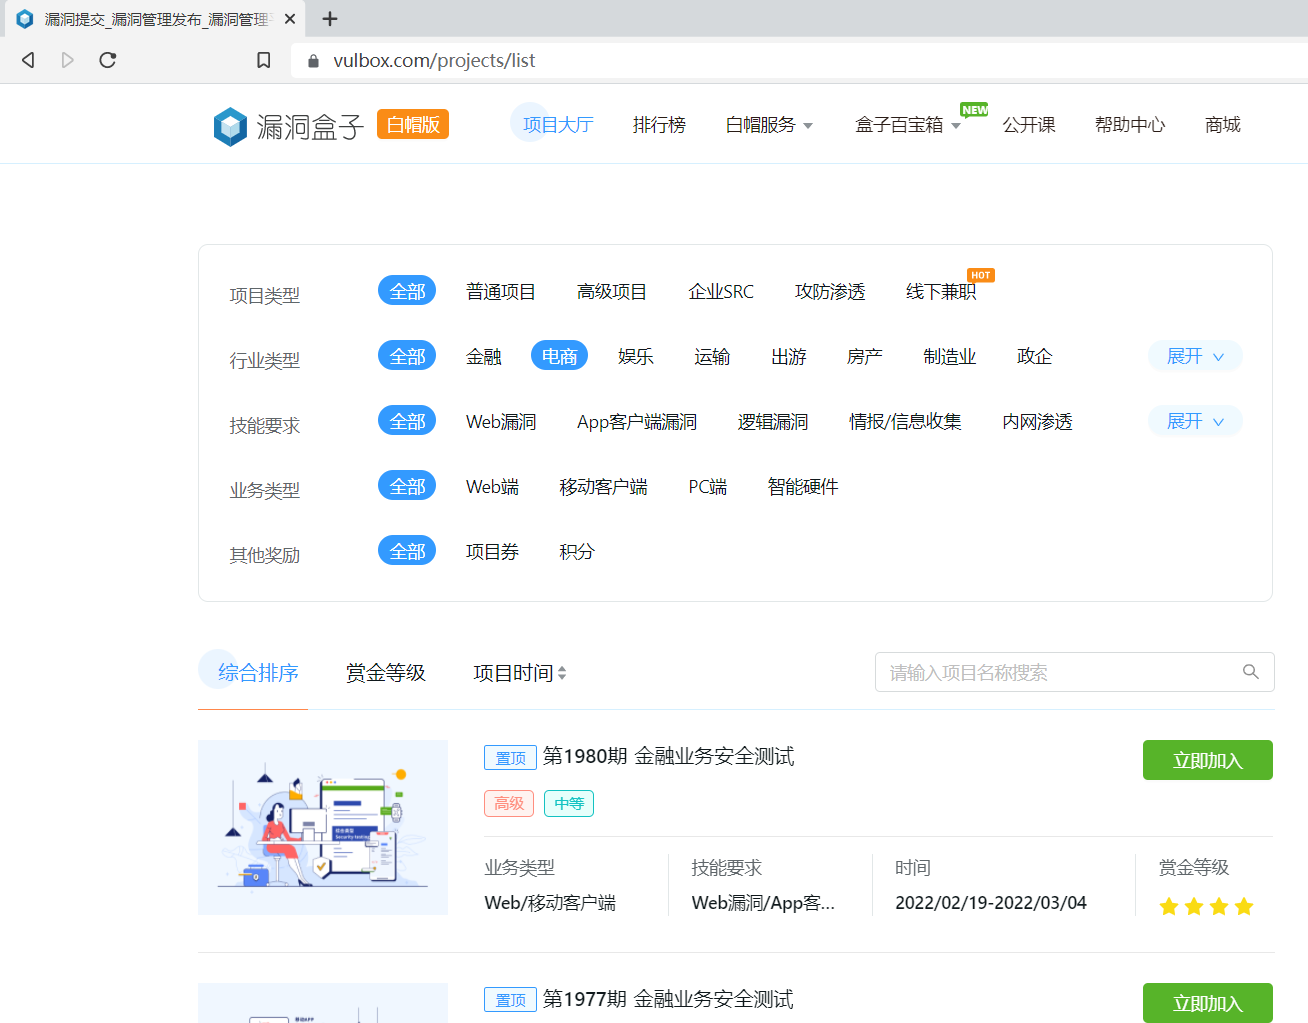 漏洞提交_漏洞管理发布_漏洞管理
vulbox.com/projects/list
漏洞盒子 白帽版 项目大厅 排行榜 白帽服务 盒子百宝箱 NEW 公开课 帮助中心 商城
项目类型 全部 普通项目 高级项目 企业SRC 攻防渗透 线下兼职 HOT
行业类型 全部 金融 电商 娱乐 运输 出游 房产 制造业 政企 展开
技能要求 全部 Web漏洞 App客户端漏洞 逻辑漏洞 情报/信息收集 内网渗透 展开
业务类型 全部 Web端 移动客户端 PC端 智能硬件
其他奖励 全部 项目券 积分
综合排序 赏金等级 项目时间 请输入项目名称搜索
置顶 第1980期 金融业务安全测试 立即加入
高级 中等
Security testing
业务类型 技能要求 时间 赏金等级
Web/移动客户端 Web漏洞/App客... 2022/02/19-2022/03/04
置顶 第1977期 金融业务安全测试 立即加入